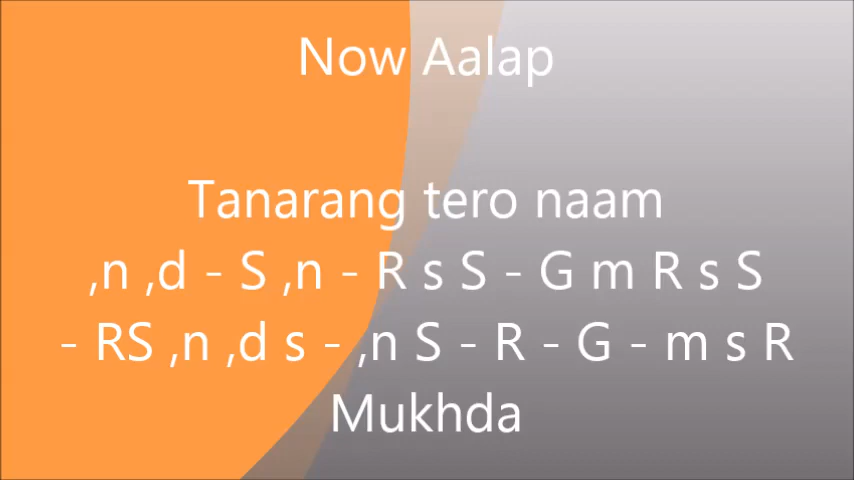 Now Aalap
Tanarang tero naam
,n ,d - S ,n - R s S - G m R s S
- RS ,n ,d s - ,n S - R - G - m s R
Mukhda